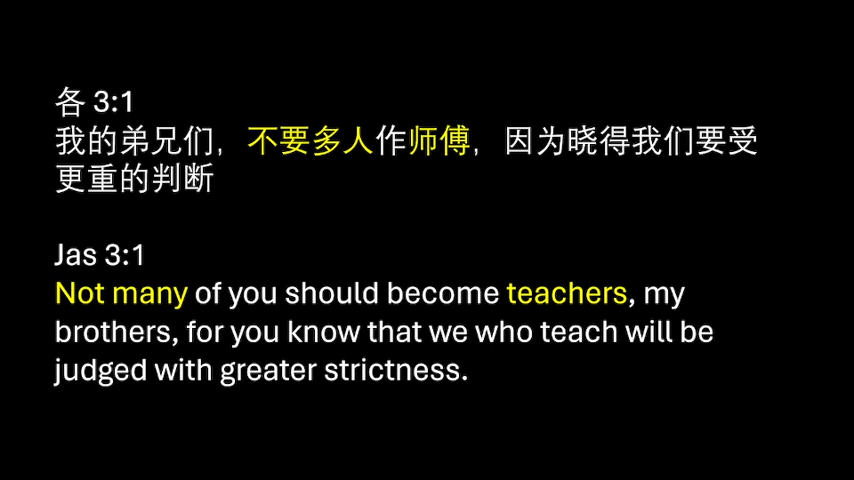 各 3:1
我的弟兄们，不要多人作师傅，因为晓得我们要受
更重的判断
Jas 3:1
Not many of you should become teachers, my
brothers, for you know that we who teach will be
judged with greater strictness.